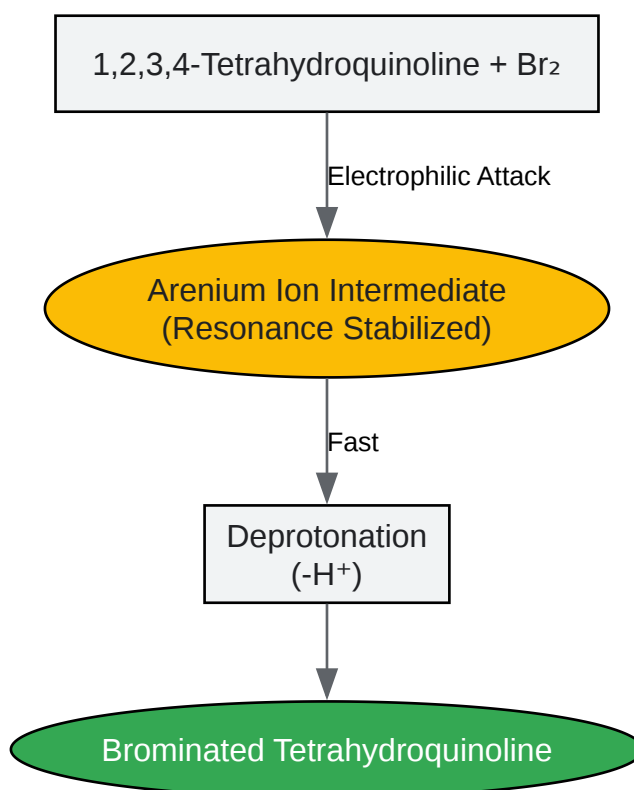 1,2,3,4-Tetrahydroquinoline + Br₂
Electrophilic Attack
Arenium Ion Intermediate
(Resonance Stabilized)
Fast
Deprotonation
(-H⁺)
Brominated Tetrahydroquinoline